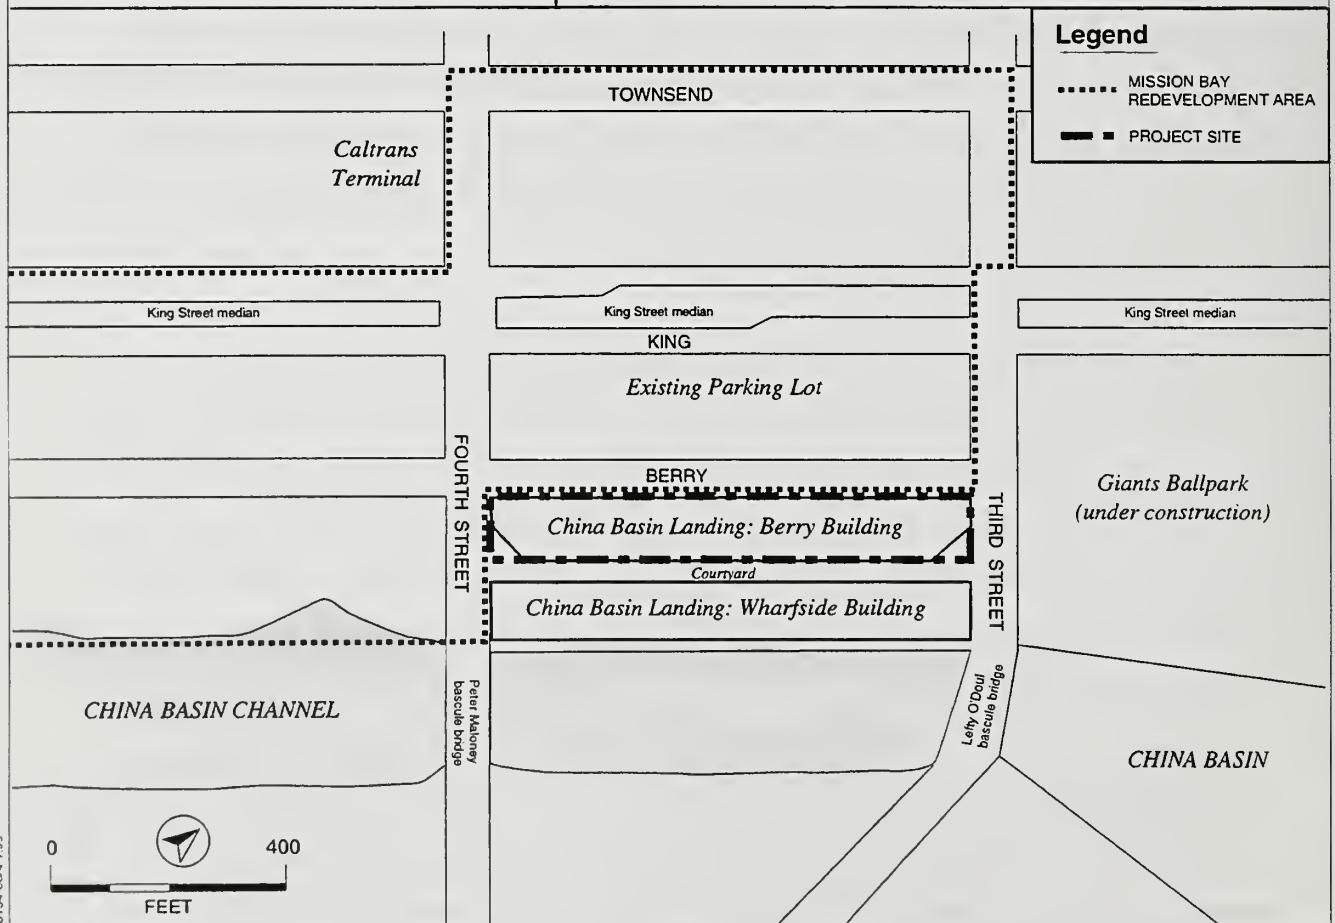 Legend
MISSION BAY
REDEVELOPMENT AREA
PROJECT SITE
TOWNSEND
Caltrans
Terminal
King Street median
King Street median
King Street median
KING
Existing Parking Lot
FOURTH STREET
BERRY
Giants Ballpark
(under construction)
China Basin Landing: Berry Building
THIRD STREET
Courtyard
China Basin Landing: Wharfside Building
CHINA BASIN CHANNEL
Peter Maloney
bascule bridge
Lefty O'Doul
bascule bridge
CHINA BASIN
0 400
FEET